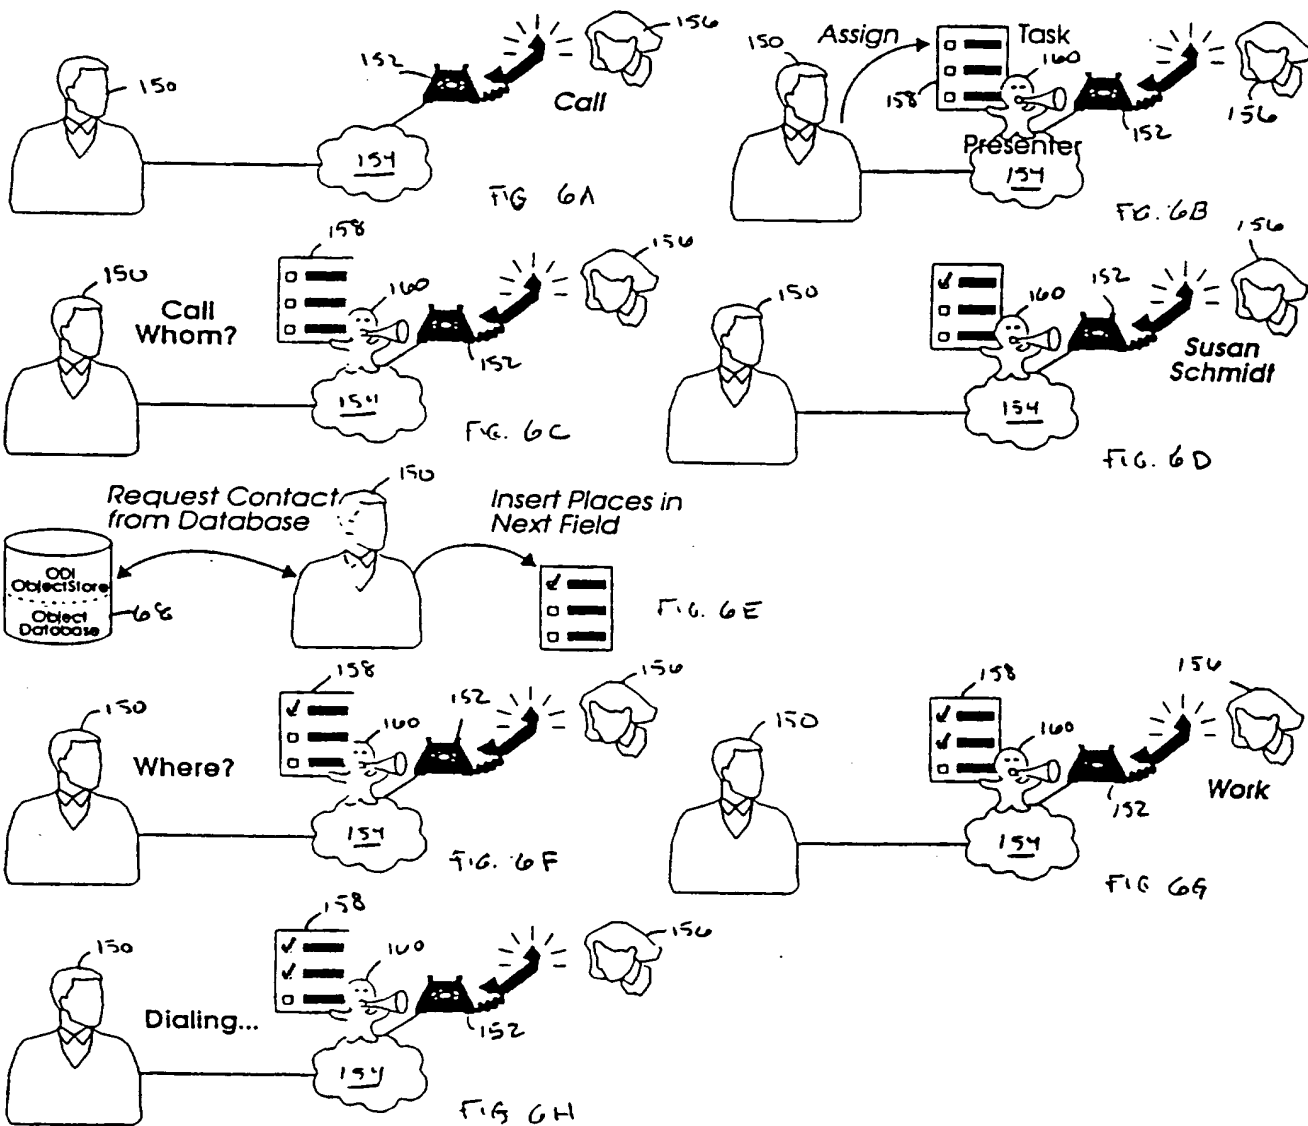 150
152
Call
156
154
FIG 6A
150
Assign
Task
158
160
Presenter
152
156
154
FIG. 6B
150
Call
Whom?
158
160
152
156
154
FIG. 6C
150
160
152
156
Susan
Schmidt
154
FIG. 6D
Request Contact
from Database
150
Insert Places in
Next Field
ODI
ObjectStore
Object
Database
68
FIG. 6E
150
Where?
158
160
152
156
154
FIG. 6F
150
158
160
152
156
Work
154
FIG 6G
150
Dialing...
158
160
152
156
154
FIG 6H